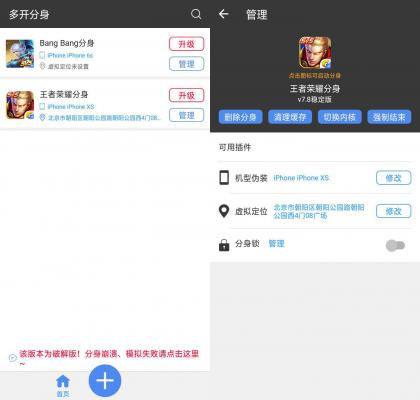 多开分身
Bang Bang分身
iPhone iPhone 6s
虚拟定位未设置
升级
管理
王者荣耀分身
iPhone iPhone XS
北京市朝阳区朝阳公园路朝阳公园西4门08...
升级
管理
该版本为破解版！分身崩溃、模拟失败请点击这里
~
首页
管理
点击图标可启动分身
王者荣耀分身
v7.8稳定版
删除分身
清理缓存
切换内核
强制结束
可用插件
机型伪装
iPhone iPhone XS
修改
虚拟定位
北京市朝阳区朝阳公园路朝阳
公园西4门08广场
修改
分身锁
管理